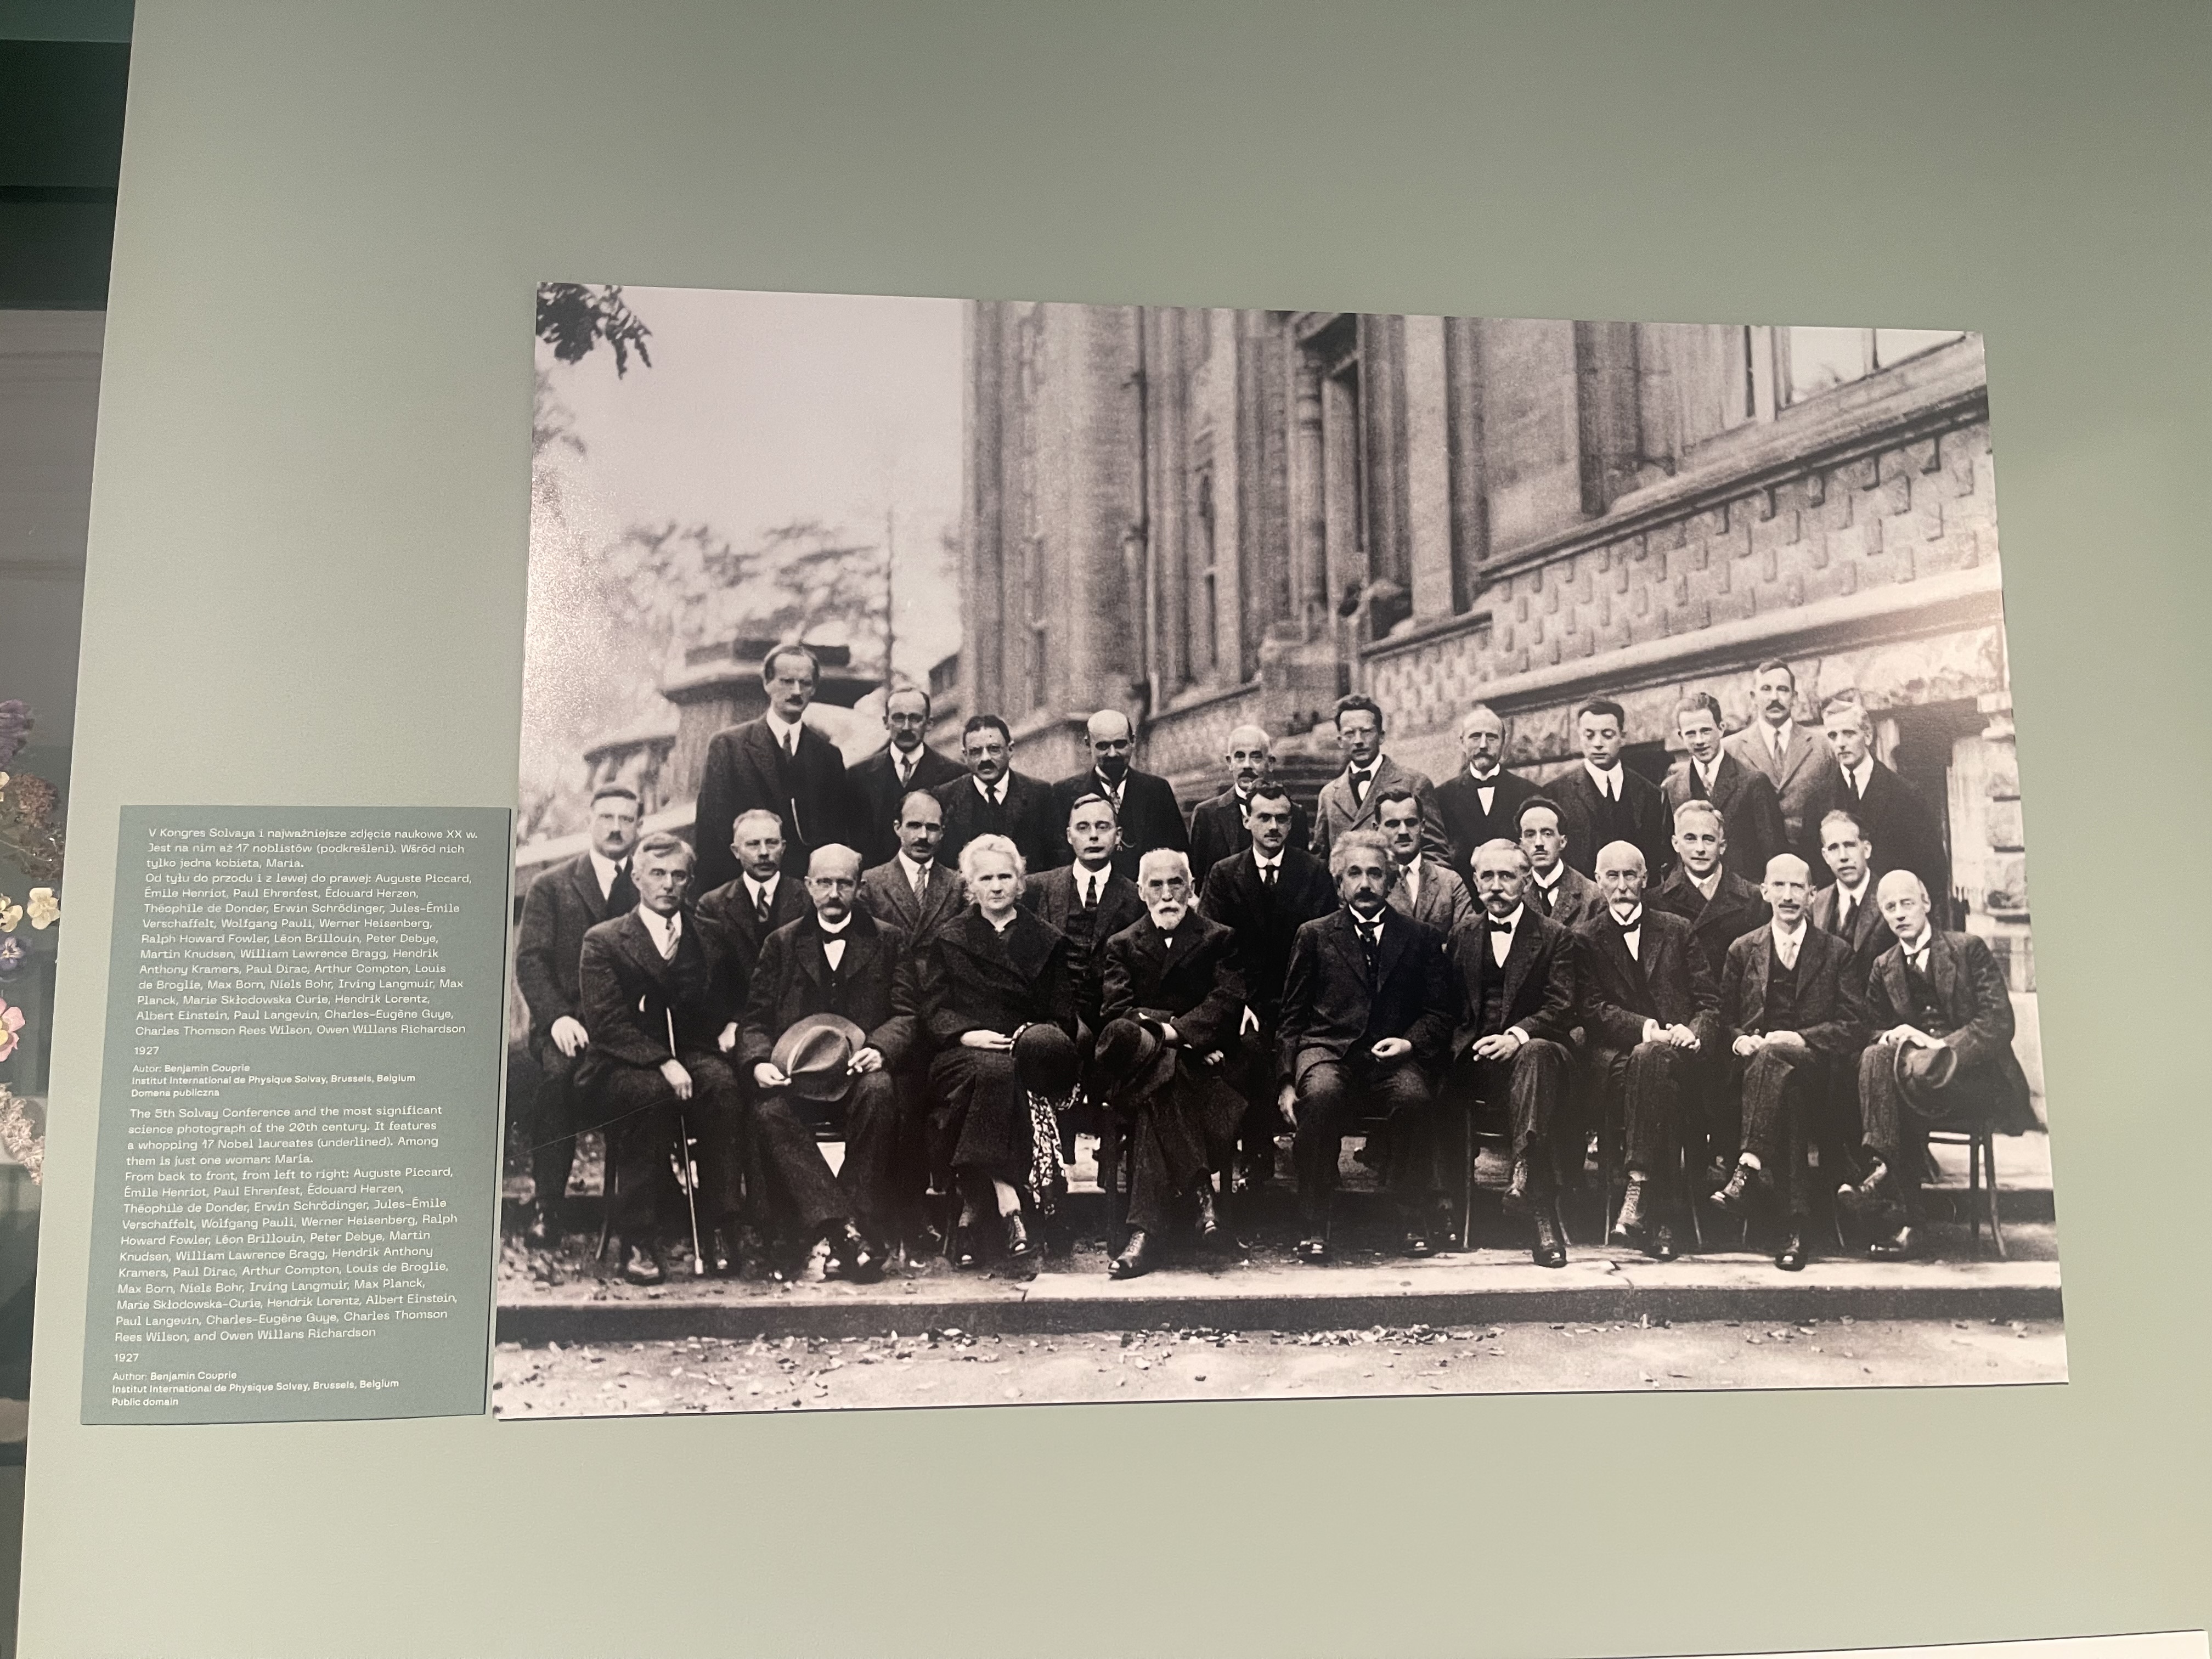 V Kongres Solvaya i najważniejsze zdjęcie naukowe XX w.
Jest na nim aż 17 noblistów (podkreśleni). Wśród nich
tylko jedna kobieta, Maria.
Od tyłu do przodu i z lewej do prawej: Auguste Piccard,
Émile Henriot, Paul Ehrenfest, Édouard Herzen,
Théophile de Donder, Erwin Schrődinger, Jules-Émile
Verschaffelt, Wolfgang Pauli, Werner Heisenberg,
Ralph Howard Fowler, Léon Brillouin, Peter Debye,
Martin Knudsen, William Lawrence Bragg, Hendrik
Anthony Kramers, Paul Dirac, Arthur Compton, Louis
de Broglie, Max Born, Niels Bohr, Irving Langmuir, Max
Planck, Marie Skłodowska Curie, Hendrik Lorentz,
Albert Einstein, Paul Langevin, Charles-Eugène Guye,
Charles Thomson Rees Wilson, Owen Willans Richardson
1927
Autor: Benjamin Couprie
Institut International de Physique Solvay, Brussels, Belgium
Domena publiczna
The 5th Solvay Conference and the most significant
science photograph of the 20th century. It features
a whopping 17 Nobel laureates (underlined). Among
them is just one woman: Maria.
From back to front, from left to right: Auguste Piccard,
Émile Henriot, Paul Ehrenfest, Édouard Herzen,
Théophile de Donder, Erwin Schrődinger, Jules-Émile
Verschaffelt, Wolfgang Pauli, Werner Heisenberg, Ralph
Howard Fowler, Léon Brillouin, Peter Debye, Martin
Knudsen, William Lawrence Bragg, Hendrik Anthony
Kramers, Paul Dirac, Arthur Compton, Louis de Broglie,
Max Born, Niels Bohr, Irving Langmuir, Max Planck,
Marie Skłodowska-Curie, Hendrik Lorentz, Albert Einstein,
Paul Langevin, Charles-Eugène Guye, Charles Thomson
Rees Wilson, and Owen Willans Richardson
1927
Author: Benjamin Couprie
Institut International de Physique Solvay, Brussels, Belgium
Public domain